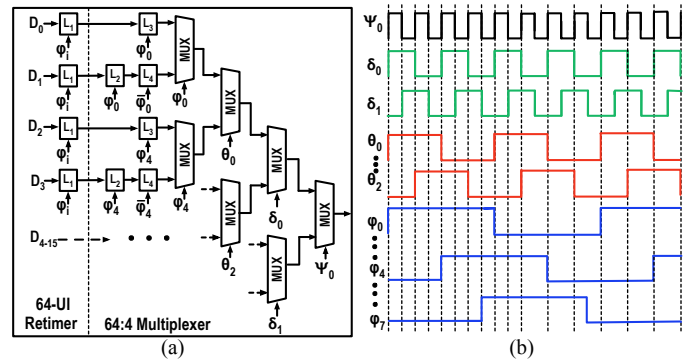 D₀ L₁ L₃ MUX
φᵢ φ₀
D₁ L₁ L₂ L₄
φᵢ φ₀ φ̄₀ φ₀
MUX
D₂ L₁ L₃ MUX
φᵢ φ₄ θ₀
D₃ L₁ L₂ L₄
φᵢ φ₄ φ̄₄ φ₄
MUX
MUX
δ₀
MUX
D₄₋₁₅ • • •
θ₂
MUX
Ψ₀
δ₁
64-UI
Retimer
64:4 Multiplexer
(a)
Ψ₀
δ₀
δ₁
θ₀
θ₂
φ₀
φ₄
φ₇
(b)